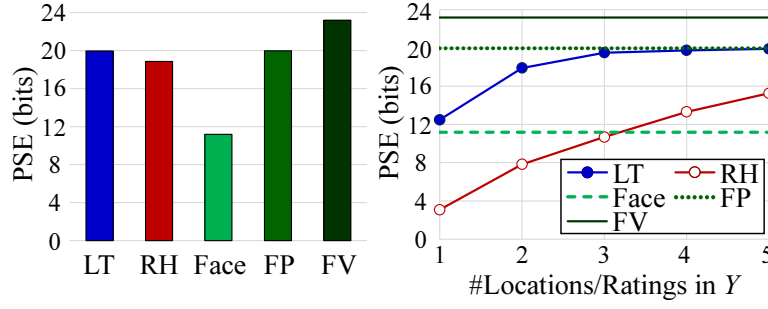 PSE (bits)
24
20
16
12
8
4
0
LT RH Face FP FV
PSE (bits)
24
20
16
12
8
4
0
LT RH
Face FP
FV
1 2 3 4 5
#Locations/Ratings in Y